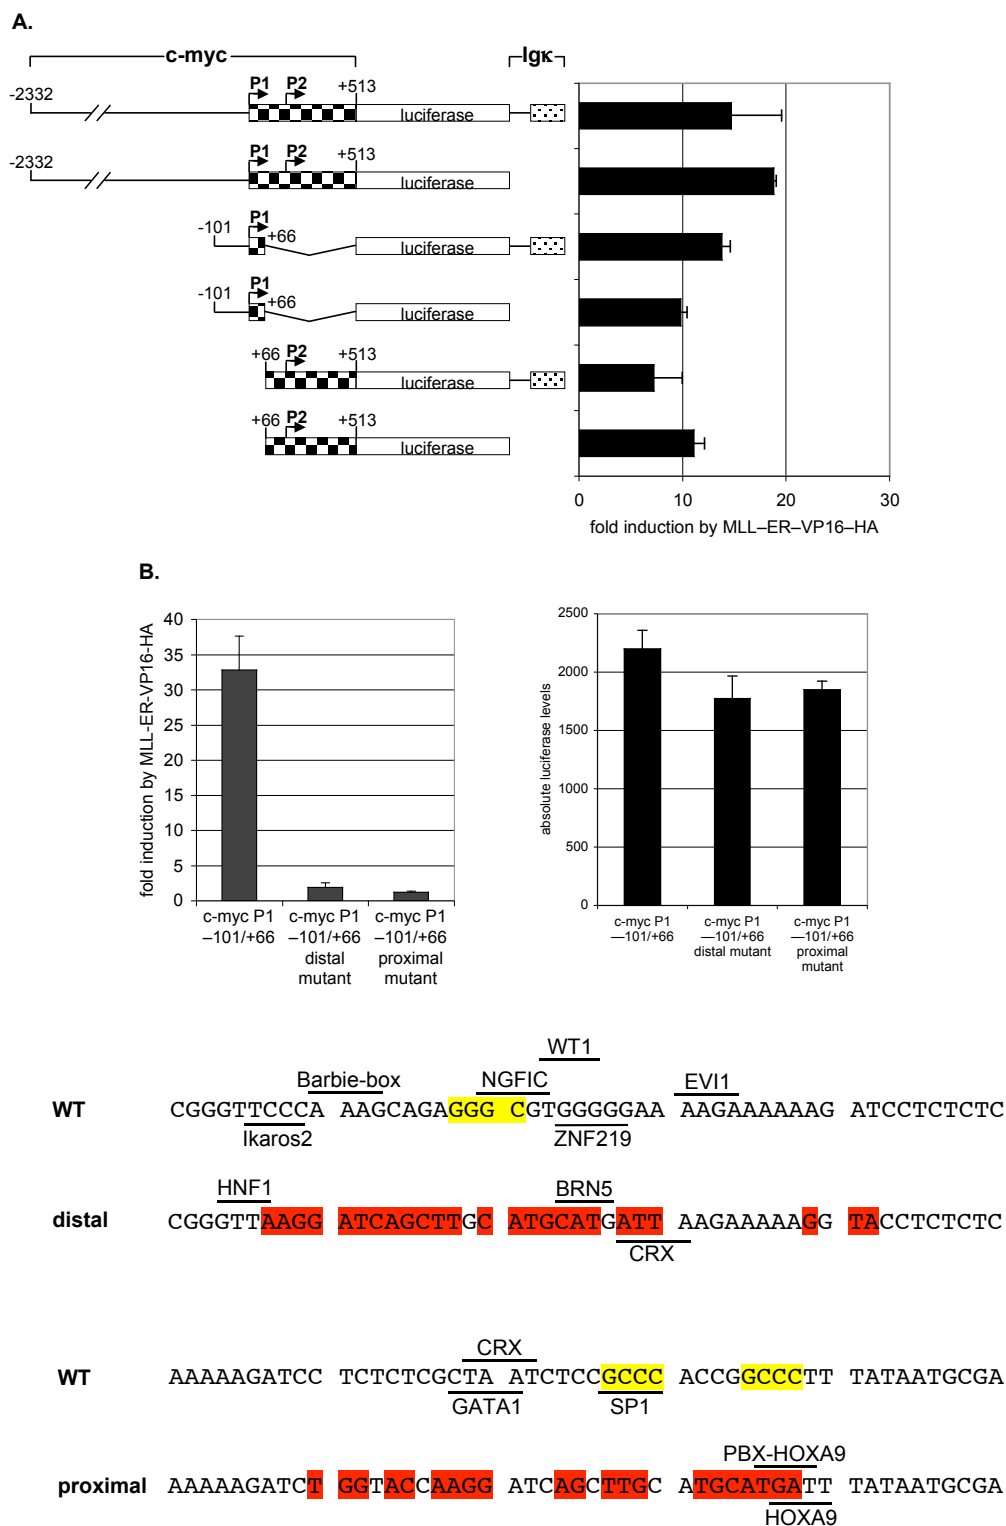 A.
c-myc
Igκ
-2332 P1 P2 +513 luciferase
-2332 P1 P2 +513 luciferase
-101 P1 +66 luciferase
-101 P1 +66 luciferase
+66 P2 +513 luciferase
+66 P2 +513 luciferase
0 10 20 30
fold induction by MLL–ER–VP16–HA
B.
fold induction by MLL-ER-VP16-HA
40
35
30
25
20
15
10
5
0
c-myc P1 –101/+66
c-myc P1 –101/+66 distal mutant
c-myc P1 –101/+66 proximal mutant
absolute luciferase levels
2500
2000
1500
1000
500
0
c-myc P1 —101/+66
c-myc P1 —101/+66 distal mutant
c-myc P1 —101/+66 proximal mutant
WT1
Barbie-box NGFIC EVI1
WT CGGGTTCCCA AAGCAGAGGG CGTGGGGGAA AAGAAAAAAG ATCCTCTCTC
Ikaros2 ZNF219
HNF1 BRN5
distal CGGGTTAAGG ATCAGCTTGC ATGCATGATT AAGAAAAAGG TACCTCTCTC
CRX
CRX
WT AAAAAGATCC TCTCTCGCTAA TCTCCGCCC ACCGGCCCTT TATAATGCGA
GATA1 SP1
PBX-HOXA9
proximal AAAAAGATCT GGTACCAAGG ATCAGCTTGC ATGCATGATT TATAATGCGA
HOXA9